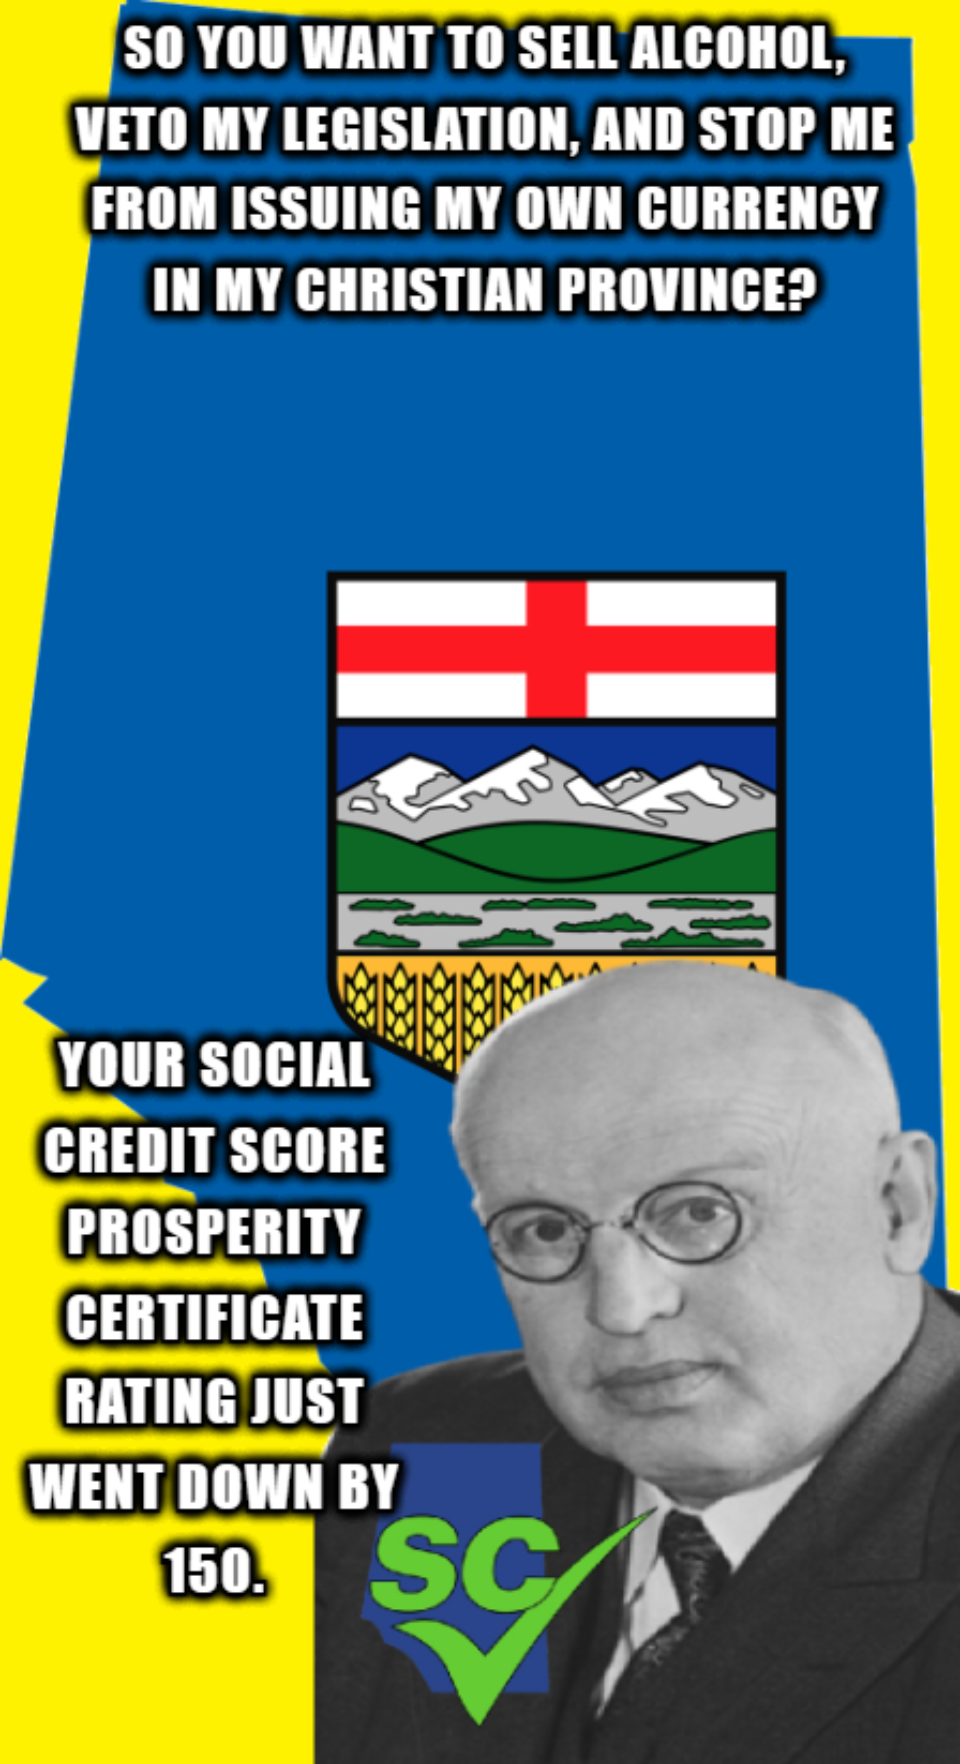 SO YOU WANT TO SELL ALCOHOL,
VETO MY LEGISLATION, AND STOP ME
FROM ISSUING MY OWN CURRENCY
IN MY CHRISTIAN PROVINCE?
YOUR SOCIAL
CREDIT SCORE
PROSPERITY
CERTIFICATE
RATING JUST
WENT DOWN BY
150.
SC